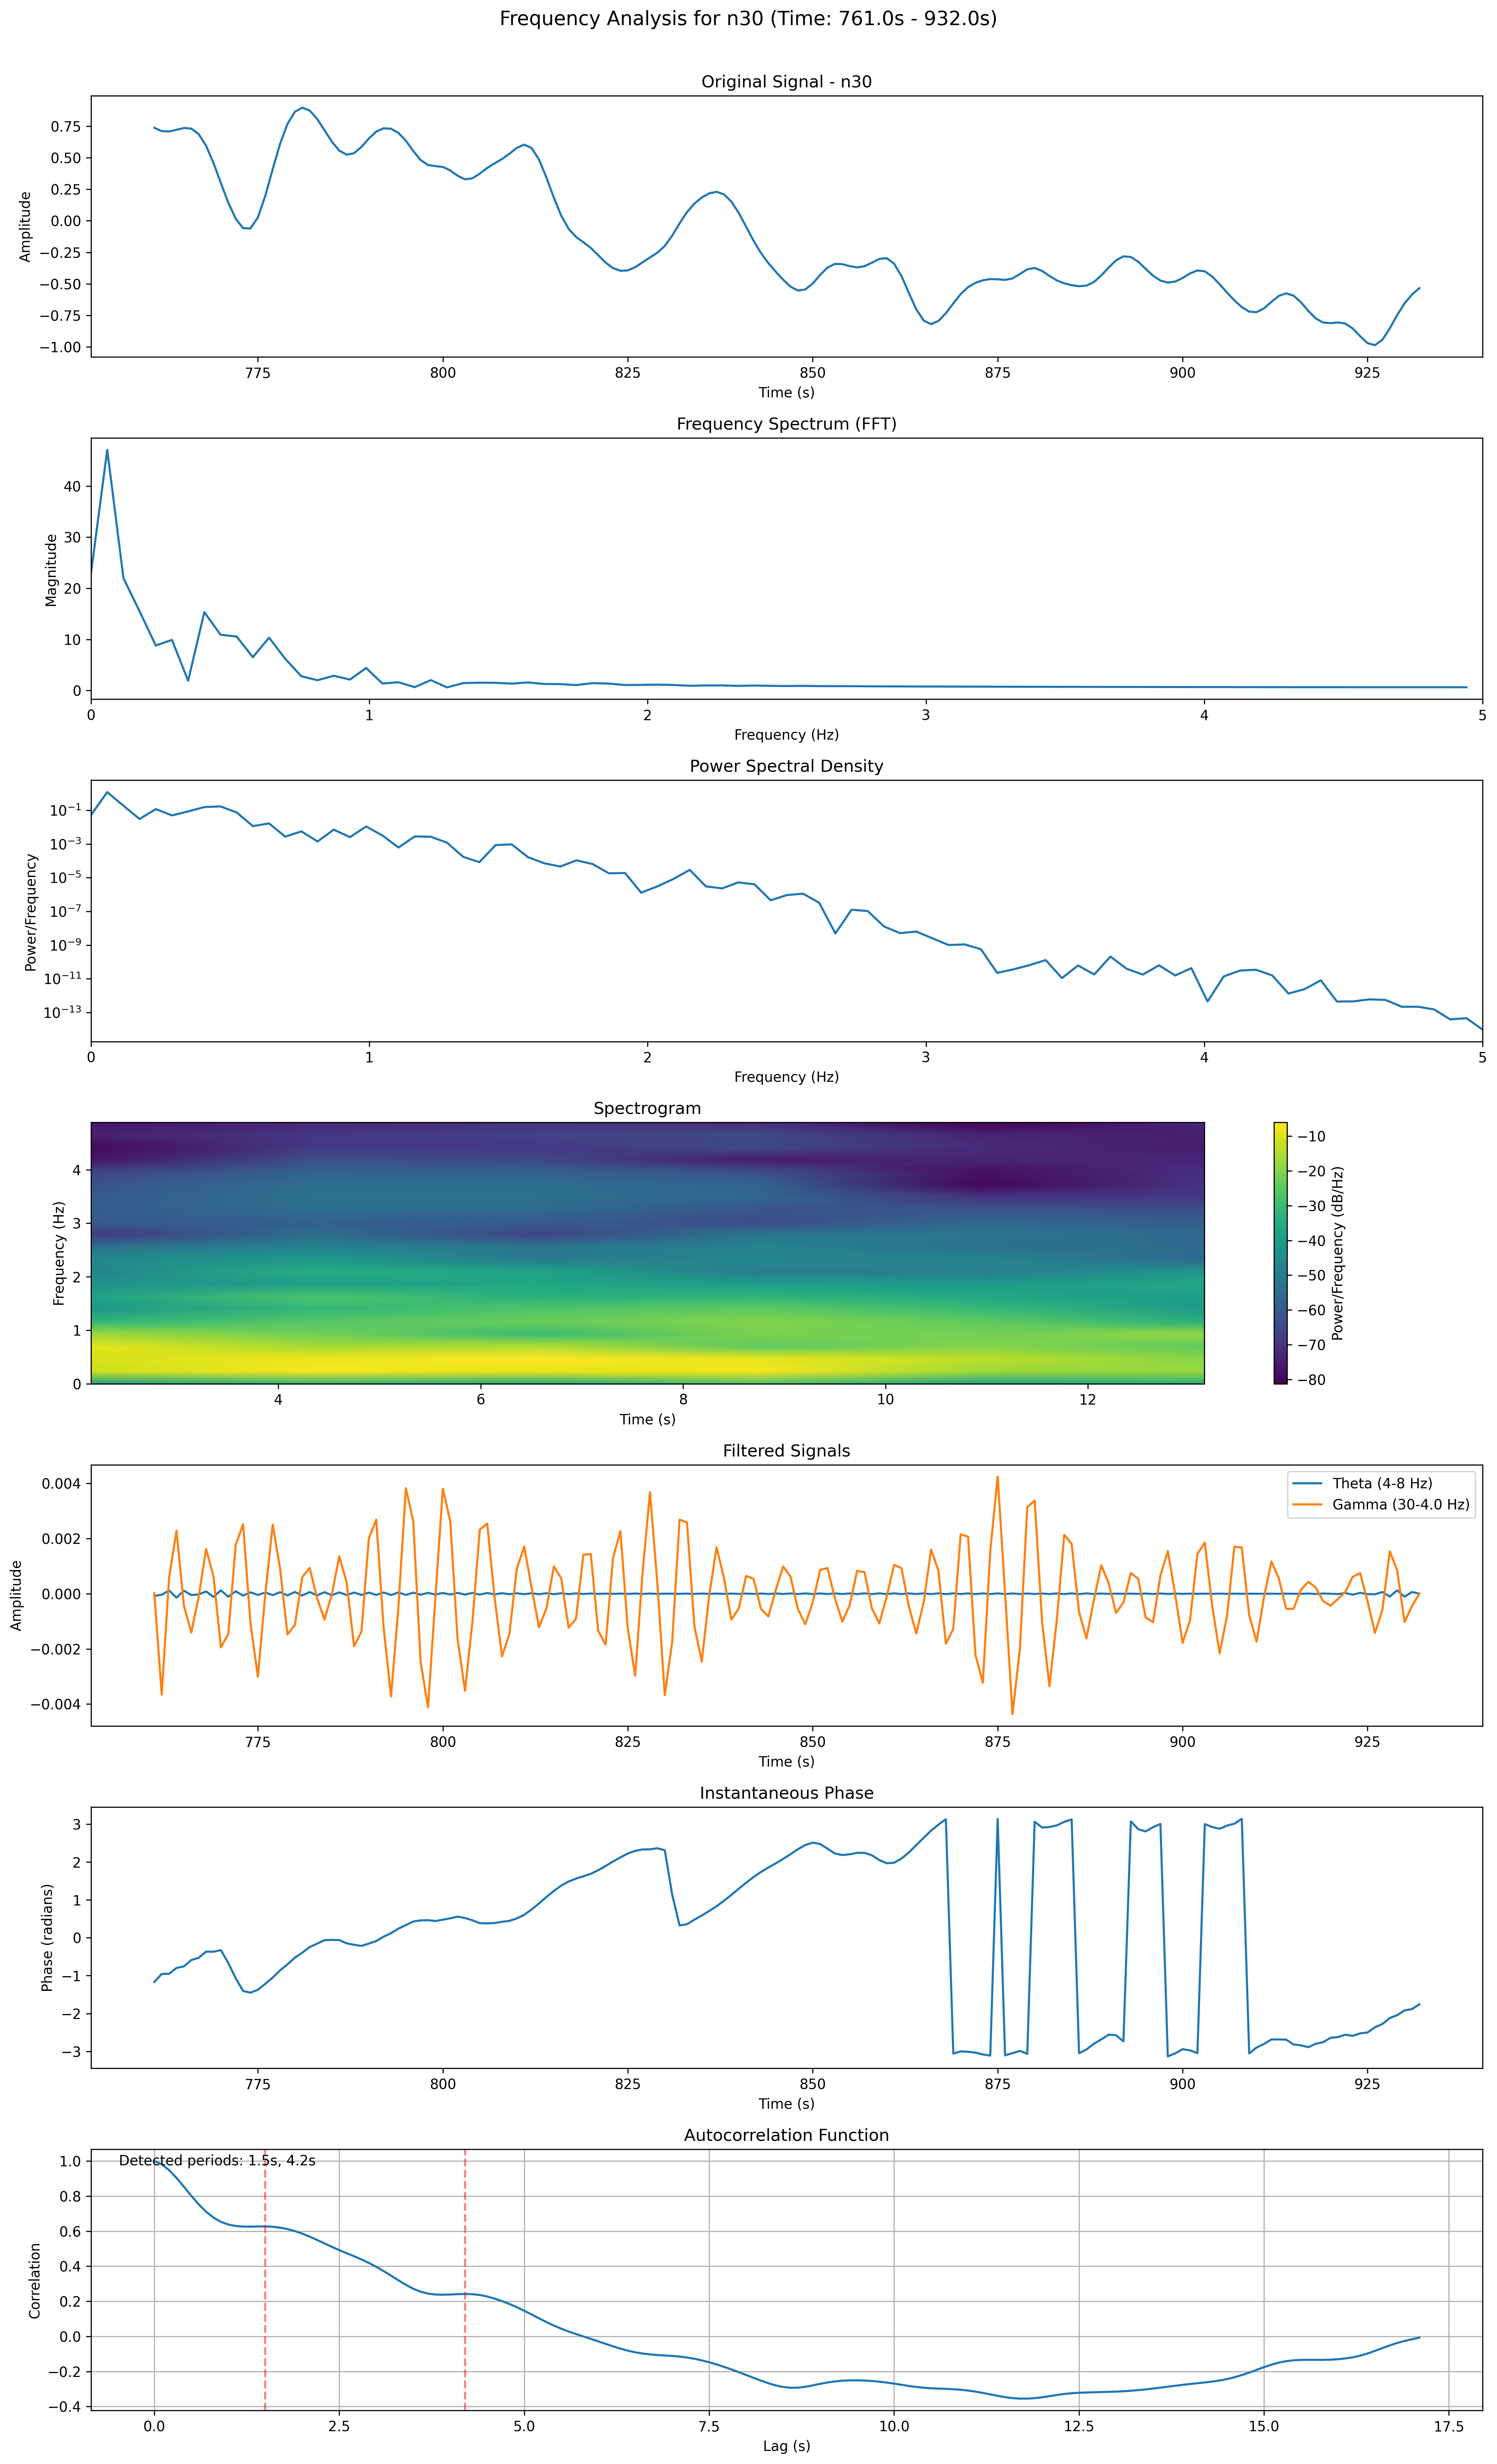 Frequency Analysis for n30 (Time: 761.0s - 932.0s)
Original Signal - n30
Amplitude
0.75
0.50
0.25
0.00
−0.25
−0.50
−0.75
−1.00
775 800 825 850 875 900 925
Time (s)
Frequency Spectrum (FFT)
Magnitude
40
30
20
10
0
0 1 2 3 4 5
Frequency (Hz)
Power Spectral Density
Power/Frequency
10⁻¹
10⁻³
10⁻⁵
10⁻⁷
10⁻⁹
10⁻¹¹
10⁻¹³
0 1 2 3 4 5
Frequency (Hz)
Spectrogram
Frequency (Hz)
4
3
2
1
0
4 6 8 10 12
Time (s)
−10
−20
−30
−40
−50
−60
−70
−80
Power/Frequency (dB/Hz)
Filtered Signals
Theta (4-8 Hz)
Gamma (30-4.0 Hz)
Amplitude
0.004
0.002
0.000
−0.002
−0.004
775 800 825 850 875 900 925
Time (s)
Instantaneous Phase
Phase (radians)
3
2
1
0
−1
−2
−3
775 800 825 850 875 900 925
Time (s)
Autocorrelation Function
Detected periods: 1.5s, 4.2s
Correlation
1.0
0.8
0.6
0.4
0.2
0.0
−0.2
−0.4
0.0 2.5 5.0 7.5 10.0 12.5 15.0 17.5
Lag (s)